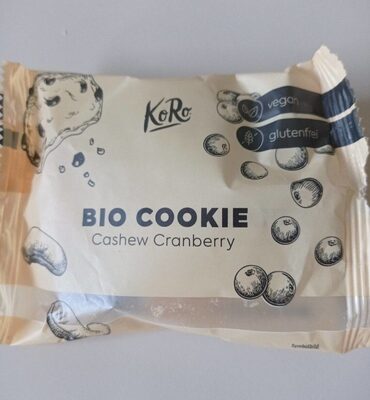 KoRo
vegan
glutenfrei
BIO COOKIE
Cashew Cranberry